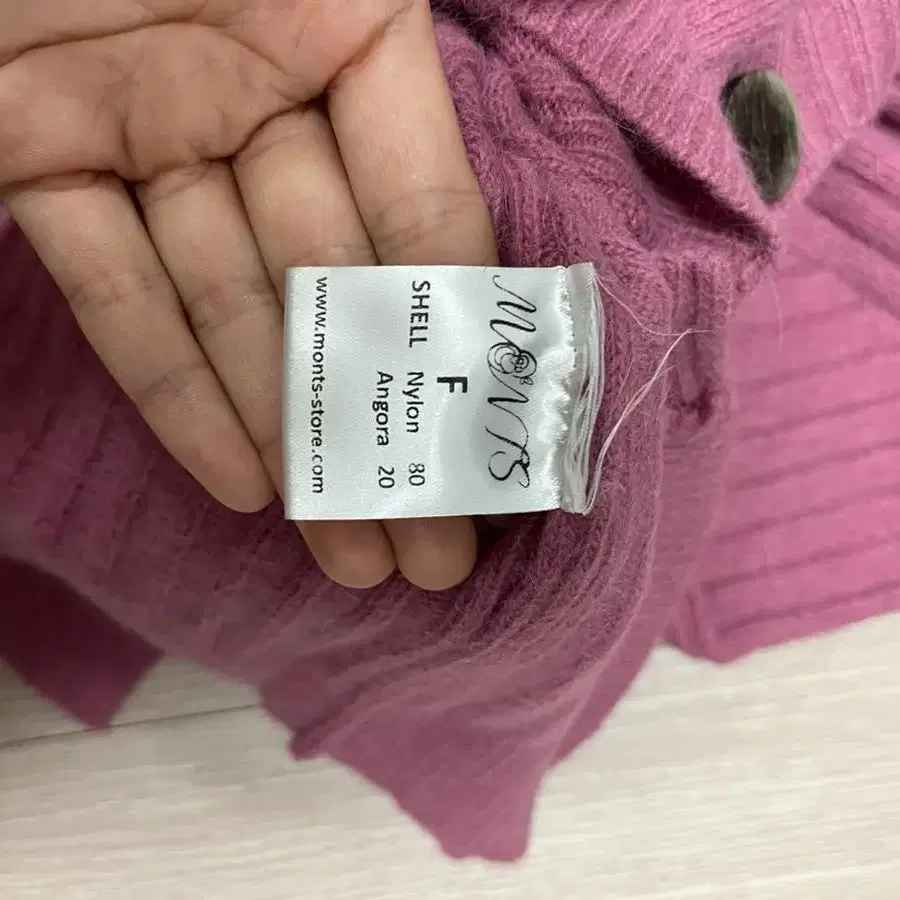 MONTS
F
SHELL Nylon 80
Angora 20
www.monts-store.com